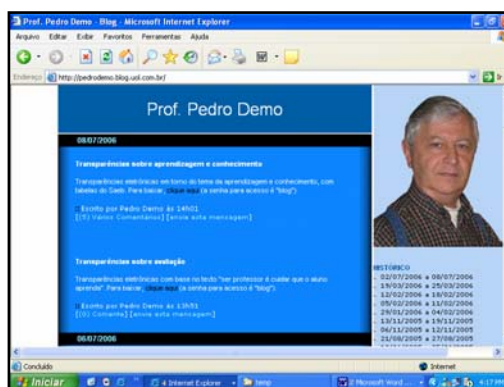 Prof. Pedro Demo - Blog - Microsoft Internet Explorer
Arquivo Editar Exibir Favoritos Ferramentas Ajuda
Endereço http://pedrodemo.blog.uol.com.br/ Ir
Prof. Pedro Demo
08/07/2006
Transparências sobre aprendizagem e conhecimento
Transparências eletrônicas em torno do tema da aprendizagem e conhecimento, com
tabelas do Saeb. Para baixar, clique aqui (a senha para acesso é "blog")
Escrito por Pedro Demo às 14h01
[(5) Vários Comentários] [envie esta mensagem]
Transparências sobre avaliação
Transparências eletrônicas com base no texto "ser professor é cuidar que o aluno
aprenda". Para baixar, clique aqui (a senha para acesso é "blog").
Escrito por Pedro Demo às 13h51
[(0) Comente] [envie esta mensagem]
06/07/2006
HISTÓRICO
02/07/2006 a 08/07/2006
19/03/2006 a 25/03/2006
12/02/2006 a 18/02/2006
05/02/2006 a 11/02/2006
29/01/2006 a 04/02/2006
13/11/2005 a 19/11/2005
06/11/2005 a 12/11/2005
21/08/2005 a 27/08/2005
Concluído Internet
Iniciar 4 Internet Explorer temp 2 Microsoft Word